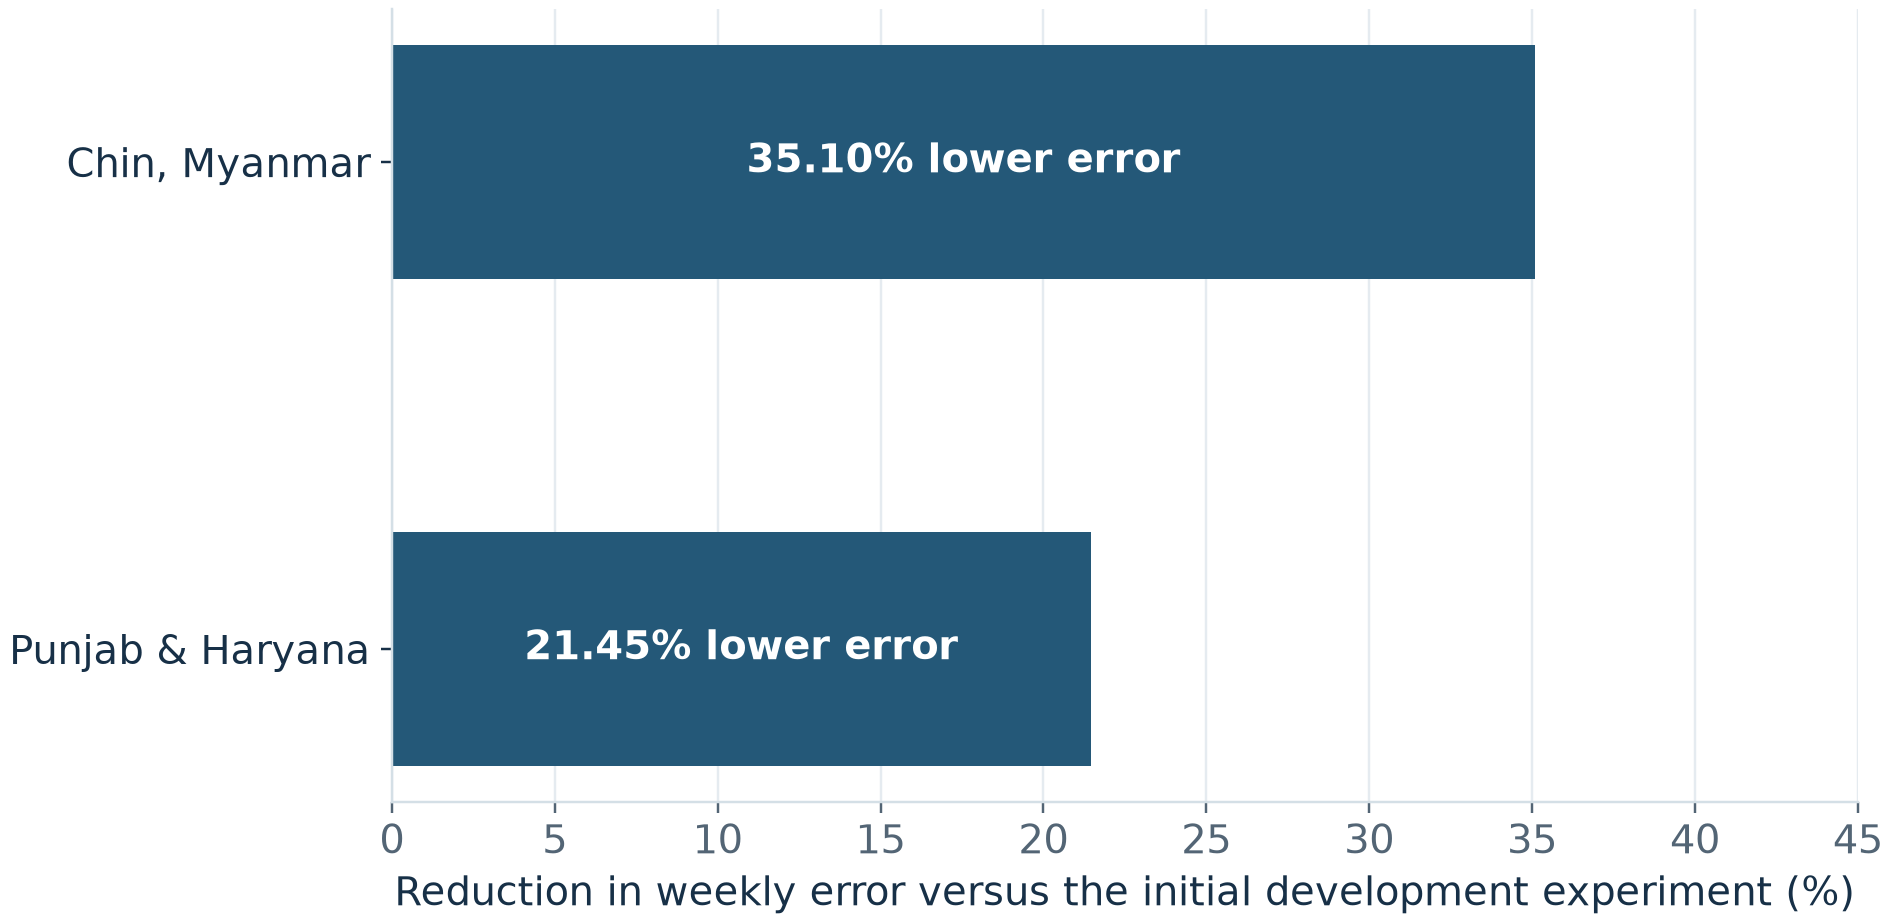 Chin, Myanmar
35.10% lower error
Punjab & Haryana
21.45% lower error
0 5 10 15 20 25 30 35 40 45
Reduction in weekly error versus the initial development experiment (%)